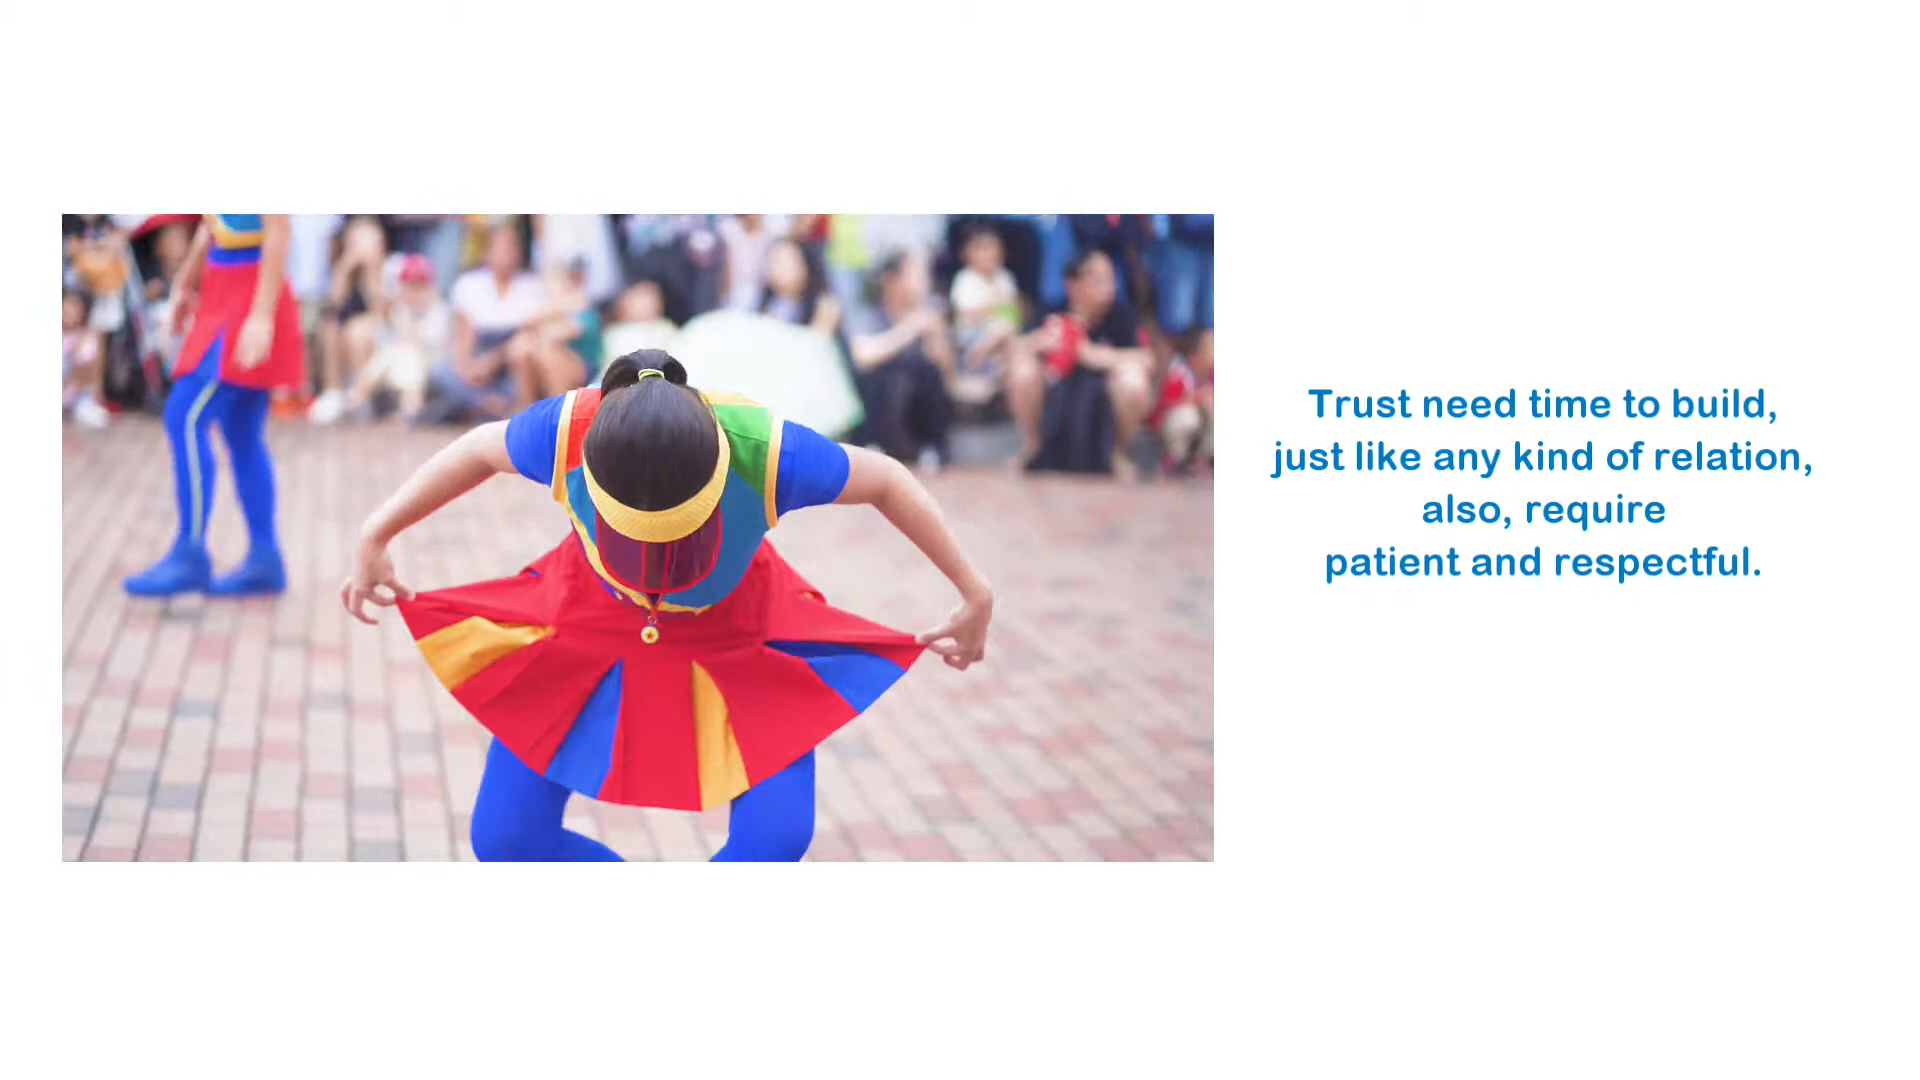 Trust need time to build,
just like any kind of relation,
also, require
patient and respectful.